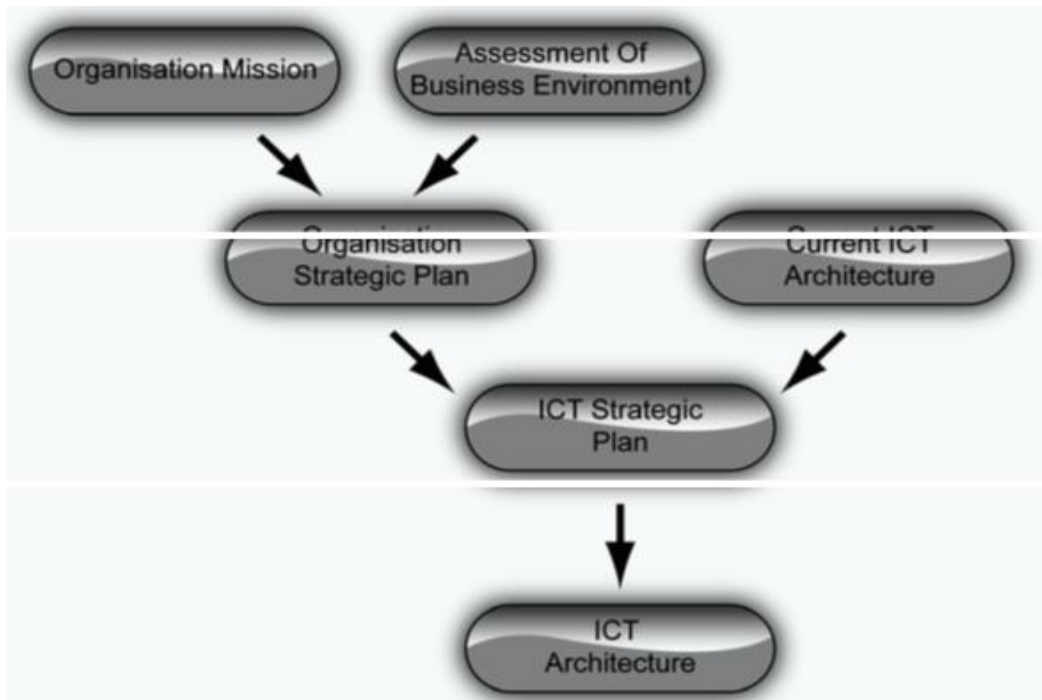 Organisation Mission
Assessment Of
Business Environment
Organisation
Strategic Plan
Current ICT
Architecture
ICT Strategic
Plan
ICT
Architecture